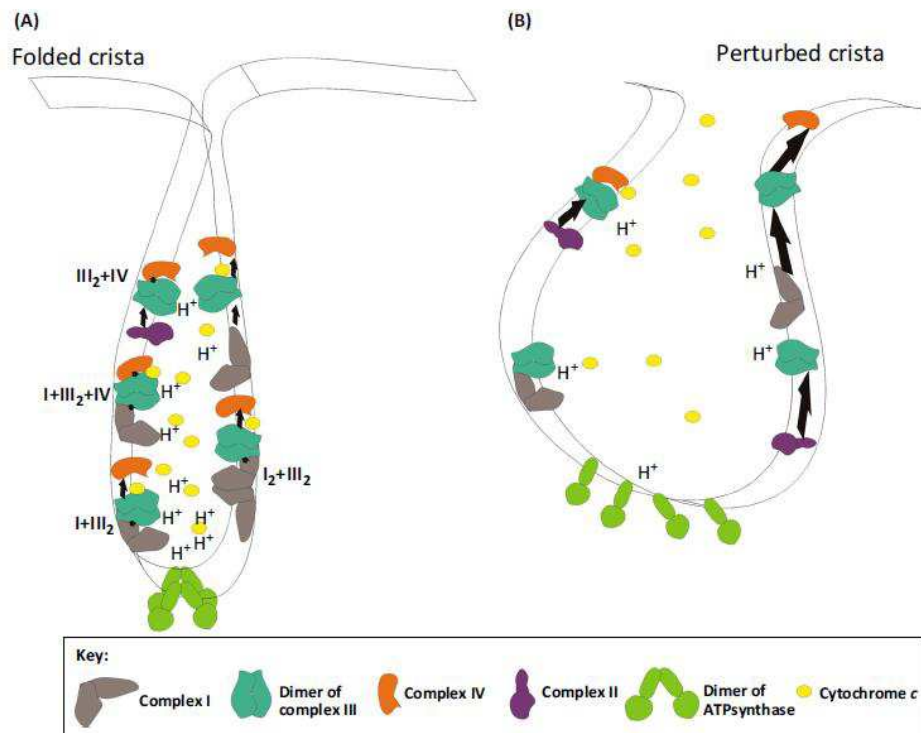 (A)
Folded crista
III₂+IV
H⁺
H⁺
I+III₂+IV
H⁺
H⁺
I₂+III₂
H⁺
I+III₂
H⁺
H⁺
H⁺
H⁺
(B)
Perturbed crista
H⁺
H⁺
H⁺
H⁺
H⁺
Key:
Complex I
Dimer of
complex III
Complex IV
Complex II
Dimer of
ATPsynthase
Cytochrome c